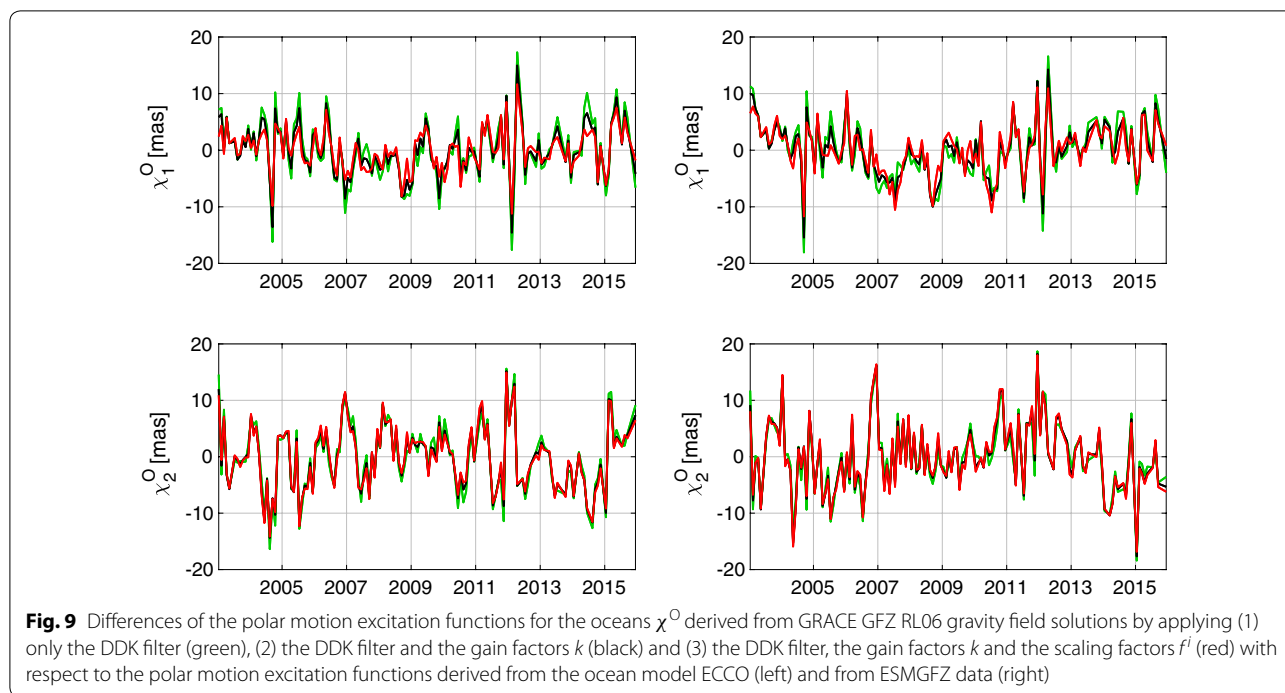 20
10
0
-10
-20
χ₁ᴼ [mas]
2005 2007 2009 2011 2013 2015
20
10
0
-10
-20
χ₁ᴼ [mas]
2005 2007 2009 2011 2013 2015
20
10
0
-10
-20
χ₂ᴼ [mas]
2005 2007 2009 2011 2013 2015
20
10
0
-10
-20
χ₂ᴼ [mas]
2005 2007 2009 2011 2013 2015
Fig. 9 Differences of the polar motion excitation functions for the oceans χᴼ derived from GRACE GFZ RL06 gravity field solutions by applying (1)
only the DDK filter (green), (2) the DDK filter and the gain factors k (black) and (3) the DDK filter, the gain factors k and the scaling factors fⁱ (red) with
respect to the polar motion excitation functions derived from the ocean model ECCO (left) and from ESMGFZ data (right)